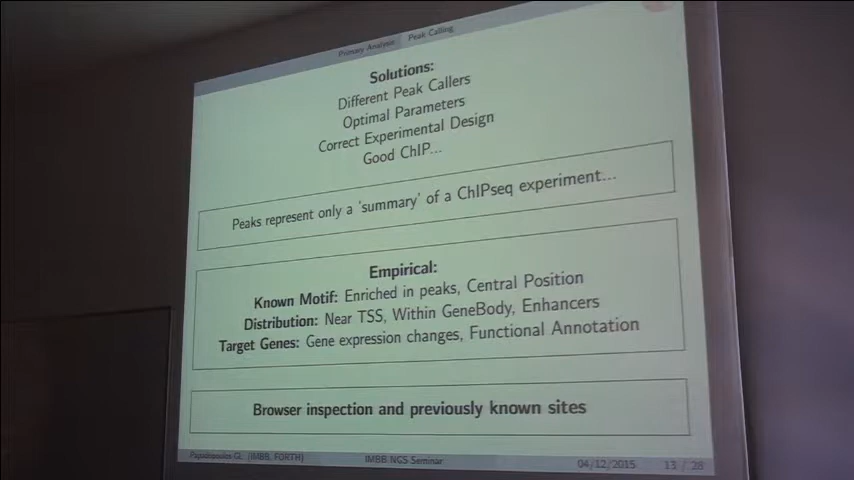 Primary Analysis Peak Calling
Solutions:
Different Peak Callers
Optimal Parameters
Correct Experimental Design
Good ChIP...
Peaks represent only a 'summary' of a ChIPseq experiment...
Empirical:
Known Motif: Enriched in peaks, Central Position
Distribution: Near TSS, Within GeneBody, Enhancers
Target Genes: Gene expression changes, Functional Annotation
Browser inspection and previously known sites
Papadopoulos GL (IMBB, FORTH) IMBB NGS Seminar 04/12/2015 13 / 28